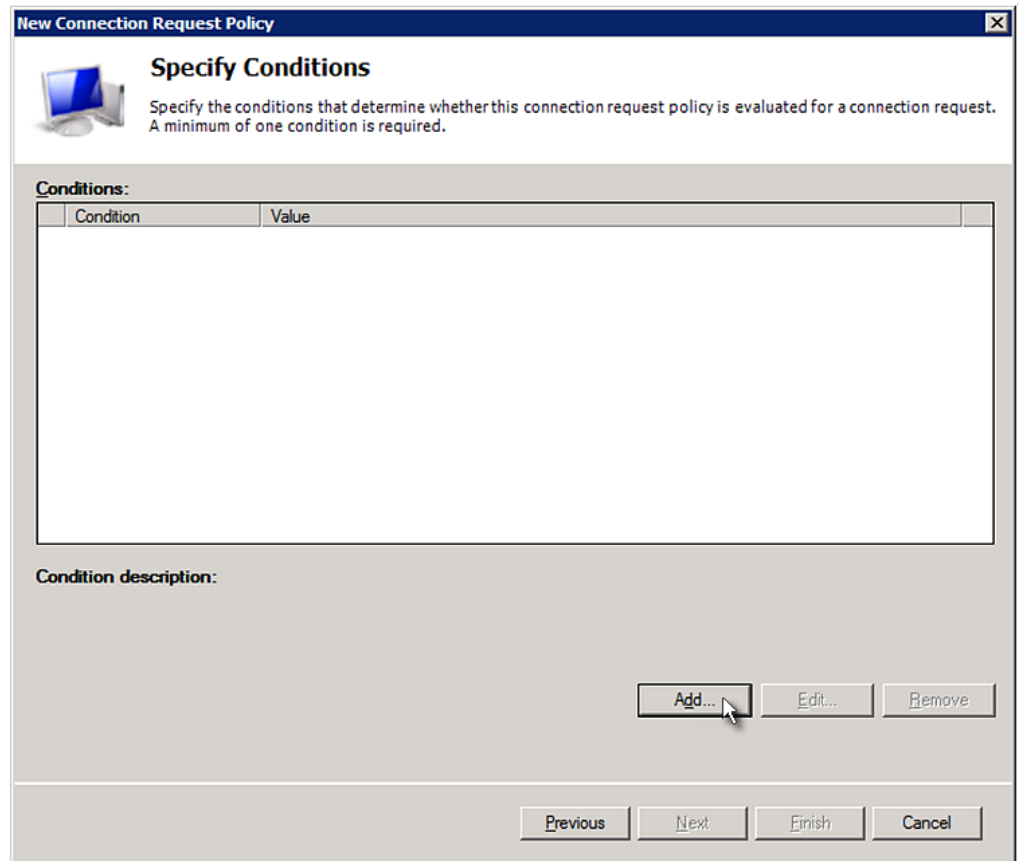 New Connection Request Policy
Specify Conditions
Specify the conditions that determine whether this connection request policy is evaluated for a connection request.
A minimum of one condition is required.
Conditions:
Condition Value
Condition description:
Add... Edit... Remove
Previous Next Finish Cancel